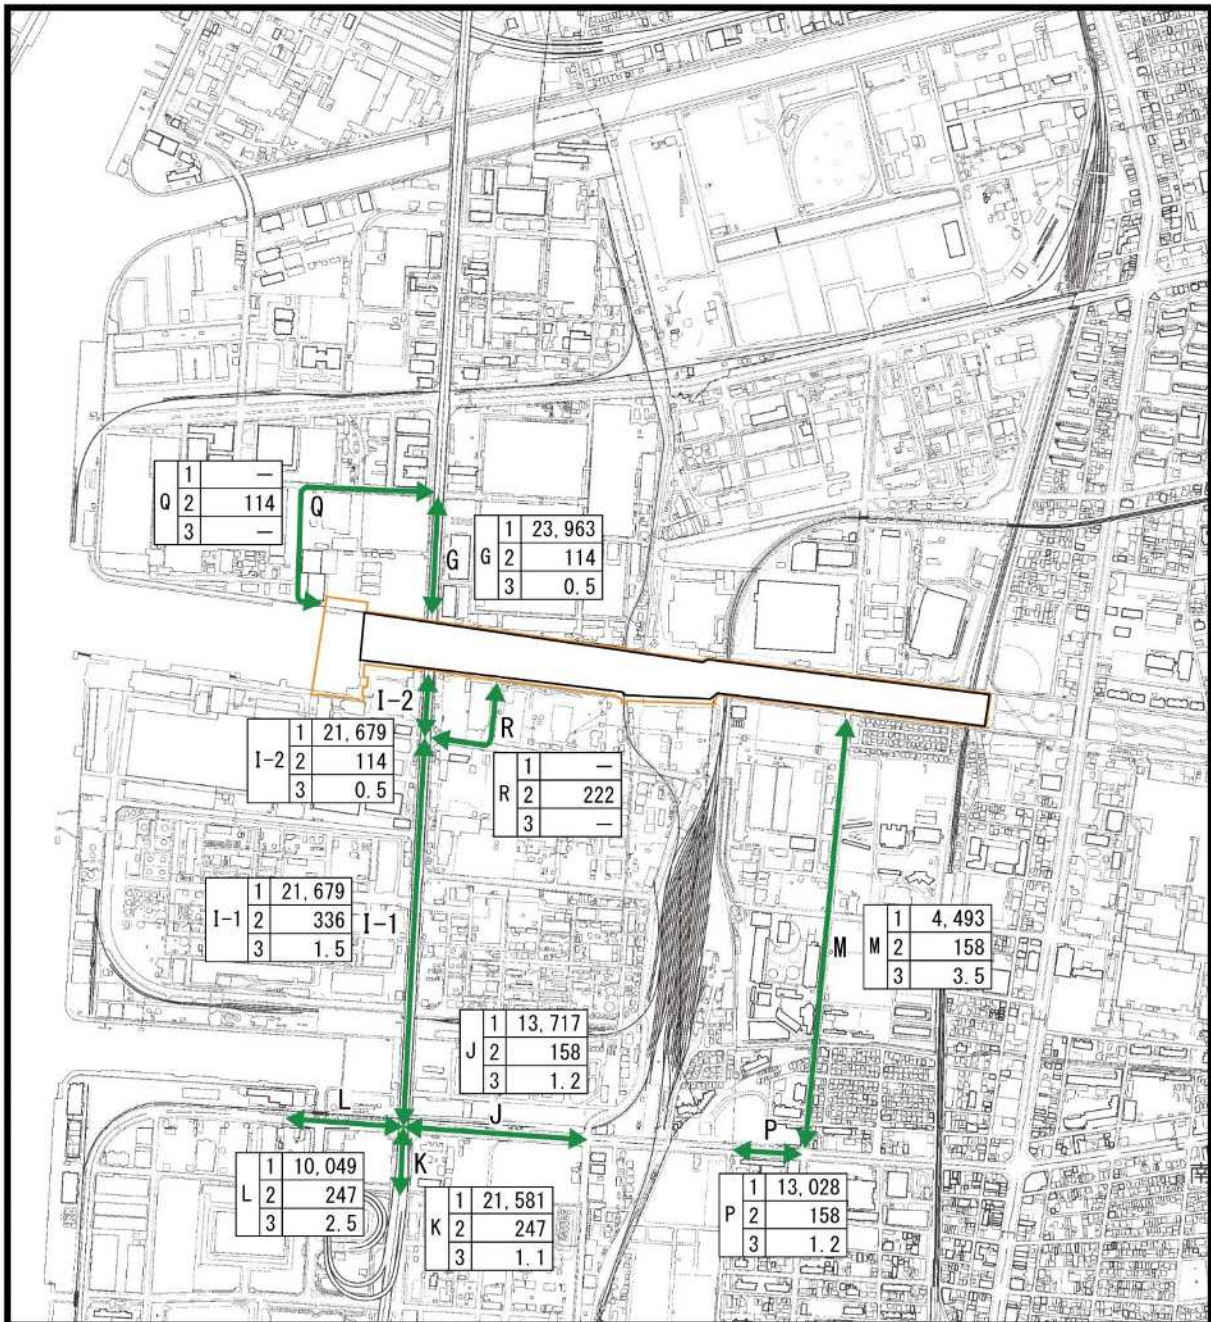 Q
1 —
2 114
3 —
Q
G
G
1 23,963
2 114
3 0.5
I-2
R
I-2
1 21,679
2 114
3 0.5
R
1 —
2 222
3 —
I-1
1 21,679
2 336
3 1.5
I-1
M
M
1 4,493
2 158
3 3.5
J
1 13,717
2 158
3 1.2
L
J
P
K
L
1 10,049
2 247
3 2.5
K
1 21,581
2 247
3 1.1
P
1 13,028
2 158
3 1.2
南